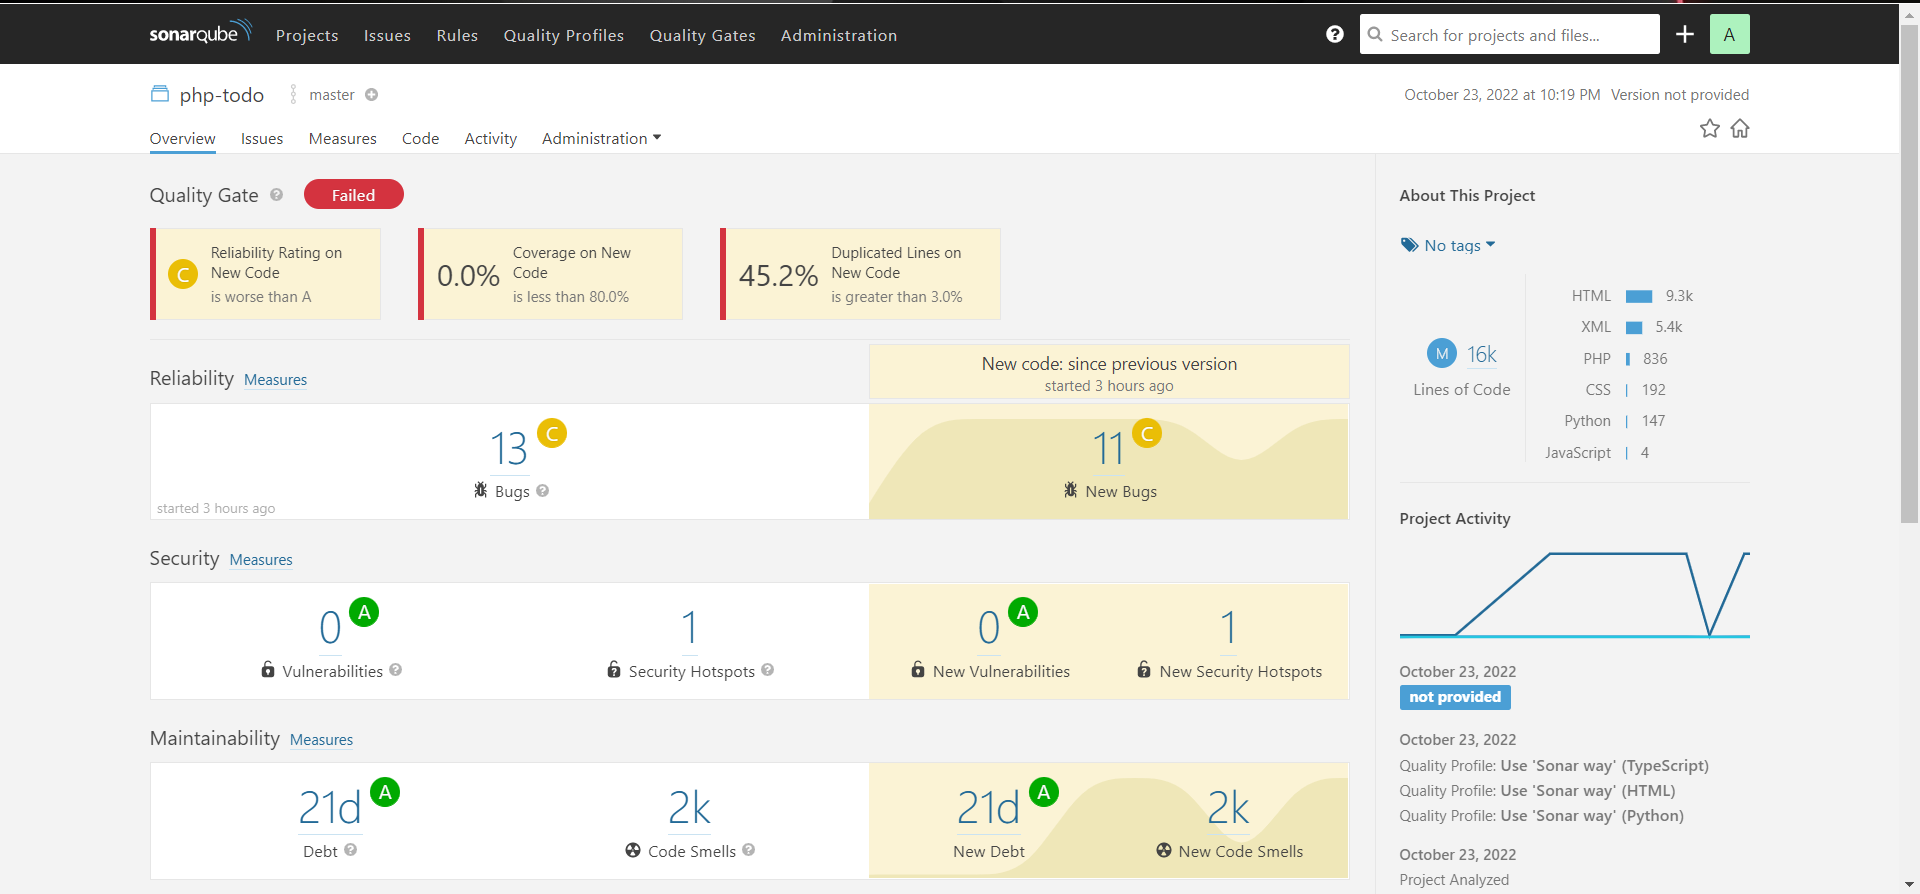 sonarqube Projects Issues Rules Quality Profiles Quality Gates Administration ? Search for projects and files... + A
php-todo master October 23, 2022 at 10:19 PM Version not provided
Overview Issues Measures Code Activity Administration
Quality Gate ? Failed
C Reliability Rating on
New Code
is worse than A
0.0% Coverage on New
Code
is less than 80.0%
45.2% Duplicated Lines on
New Code
is greater than 3.0%
New code: since previous version
started 3 hours ago
Reliability Measures
13 C
Bugs ?
started 3 hours ago
11 C
New Bugs
Security Measures
0 A
Vulnerabilities ?
1
Security Hotspots ?
0 A
New Vulnerabilities
1
New Security Hotspots
Maintainability Measures
21d A
Debt ?
2k
Code Smells ?
21d A
New Debt
2k
New Code Smells
About This Project
No tags
M 16k
Lines of Code
HTML 9.3k
XML 5.4k
PHP 836
CSS 192
Python 147
JavaScript 4
Project Activity
October 23, 2022
not provided
October 23, 2022
Quality Profile: Use 'Sonar way' (TypeScript)
Quality Profile: Use 'Sonar way' (HTML)
Quality Profile: Use 'Sonar way' (Python)
October 23, 2022
Project Analyzed